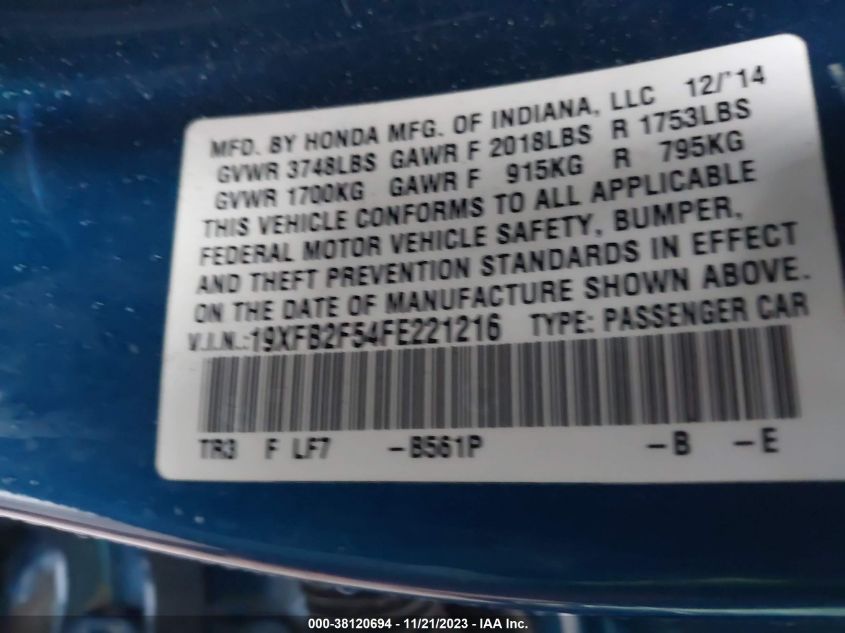 MFD. BY HONDA MFG. OF INDIANA, LLC 12/'14
GVWR 3748LBS GAWR F 2018LBS R 1753LBS
GVWR 1700KG GAWR F 915KG R 795KG
THIS VEHICLE CONFORMS TO ALL APPLICABLE
FEDERAL MOTOR VEHICLE SAFETY, BUMPER,
AND THEFT PREVENTION STANDARDS IN EFFECT
ON THE DATE OF MANUFACTURE SHOWN ABOVE.
V.I.N.:19XFB2F54FE221216 TYPE: PASSENGER CAR
TR3 F LF7 -B561P -B -E
000-38120694 - 11/21/2023 - IAA Inc.